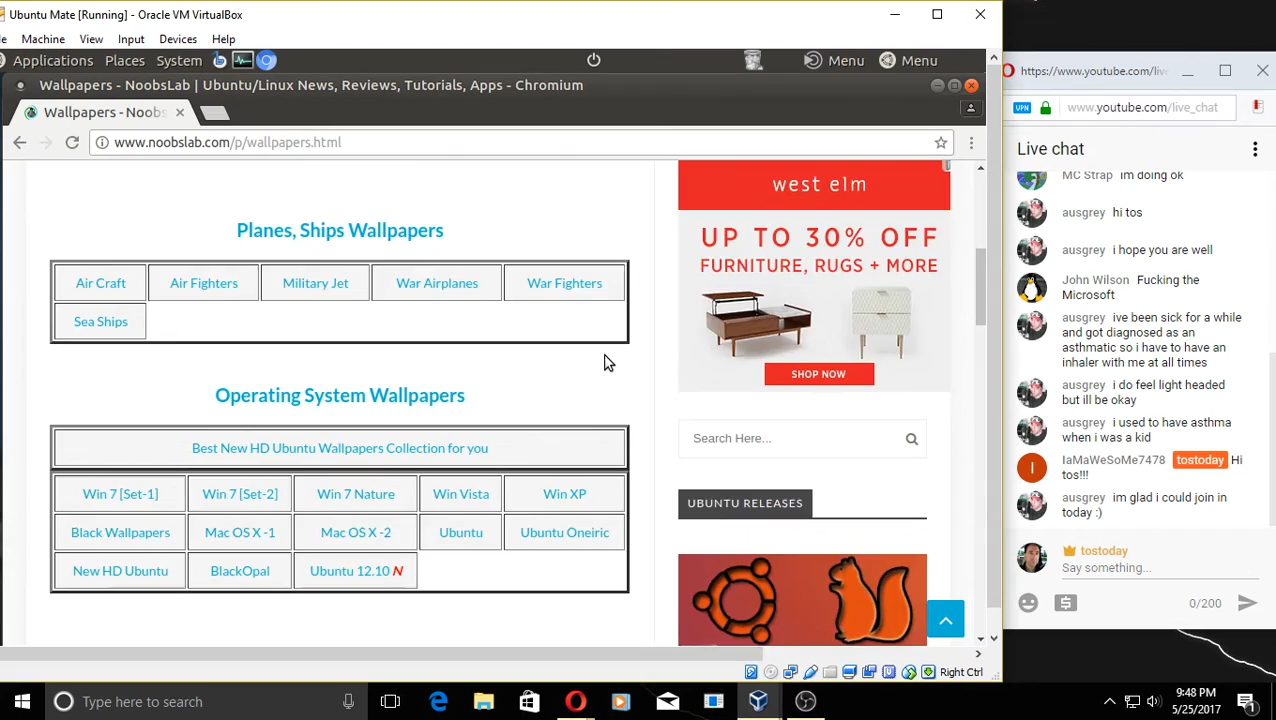 Ubuntu Mate [Running] - Oracle VM VirtualBox
Machine View Input Devices Help
Applications Places System Menu Menu
Wallpapers - NoobsLab | Ubuntu/Linux News, Reviews, Tutorials, Apps - Chromium
Wallpapers - Noobs
www.noobslab.com/p/wallpapers.html
Planes, Ships Wallpapers
Air Craft Air Fighters Military Jet War Airplanes War Fighters
Sea Ships
Operating System Wallpapers
Best New HD Ubuntu Wallpapers Collection for you
Win 7 [Set-1] Win 7 [Set-2] Win 7 Nature Win Vista Win XP
Black Wallpapers Mac OS X -1 Mac OS X -2 Ubuntu Ubuntu Oneiric
New HD Ubuntu BlackOpal Ubuntu 12.10 N
west elm
UP TO 30% OFF
FURNITURE, RUGS + MORE
SHOP NOW
Search Here...
UBUNTU RELEASES
Right Ctrl
https://www.youtube.com/live
VPN www.youtube.com/live_chat
Live chat
MC Strap im doing ok
ausgrey hi tos
ausgrey i hope you are well
John Wilson Fucking the
Microsoft
ausgrey ive been sick for a while
and got diagnosed as an
asthmatic so i have to have an
inhaler with me at all times
ausgrey i do feel light headed
but ill be okay
ausgrey i used to have asthma
when i was a kid
IaMaWeSoMe7478 tostoday Hi
tos!!!
ausgrey im glad i could join in
today :)
tostoday
Say something...
0/200
Type here to search
9:48 PM
5/25/2017
1